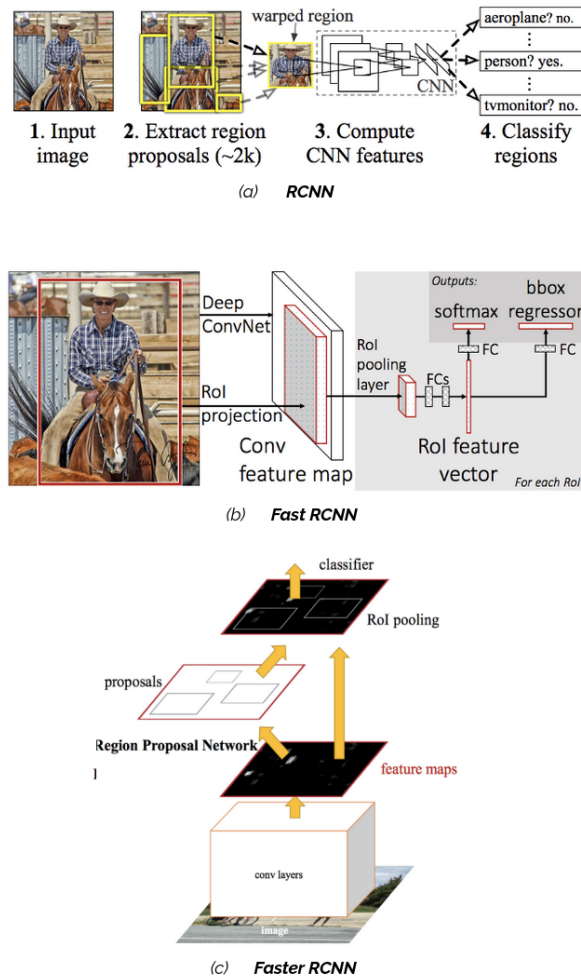 warped region
aeroplane? no.
person? yes.
tvmonitor? no.
CNN
1. Input image
2. Extract region proposals (~2k)
3. Compute CNN features
4. Classify regions
(a) RCNN
Deep ConvNet
RoI projection
Conv feature map
RoI pooling layer
FCs
RoI feature vector
Outputs:
softmax
bbox regressor
FC
FC
For each RoI
(b) Fast RCNN
classifier
RoI pooling
proposals
Region Proposal Network
feature maps
conv layers
image
(c) Faster RCNN